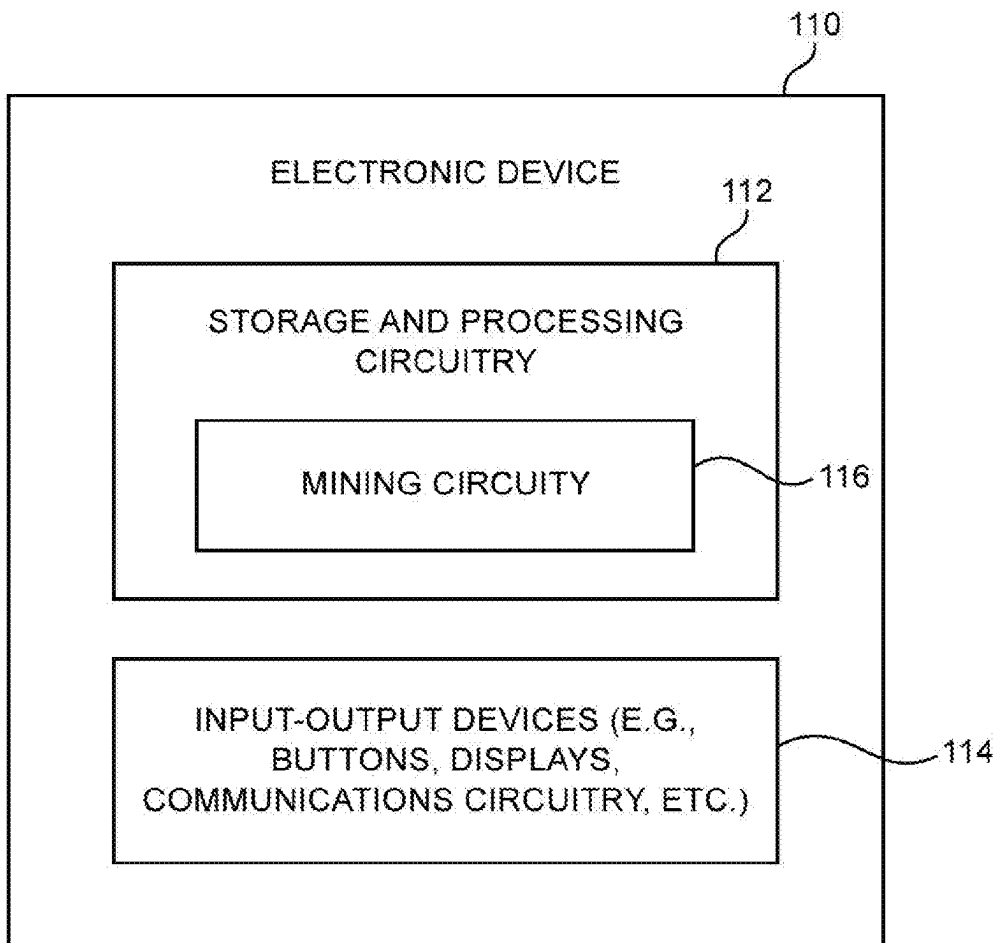 110
ELECTRONIC DEVICE
112
STORAGE AND PROCESSING
CIRCUITRY
MINING CIRCUITY
116
INPUT-OUTPUT DEVICES (E.G.,
BUTTONS, DISPLAYS,
COMMUNICATIONS CIRCUITRY, ETC.)
114